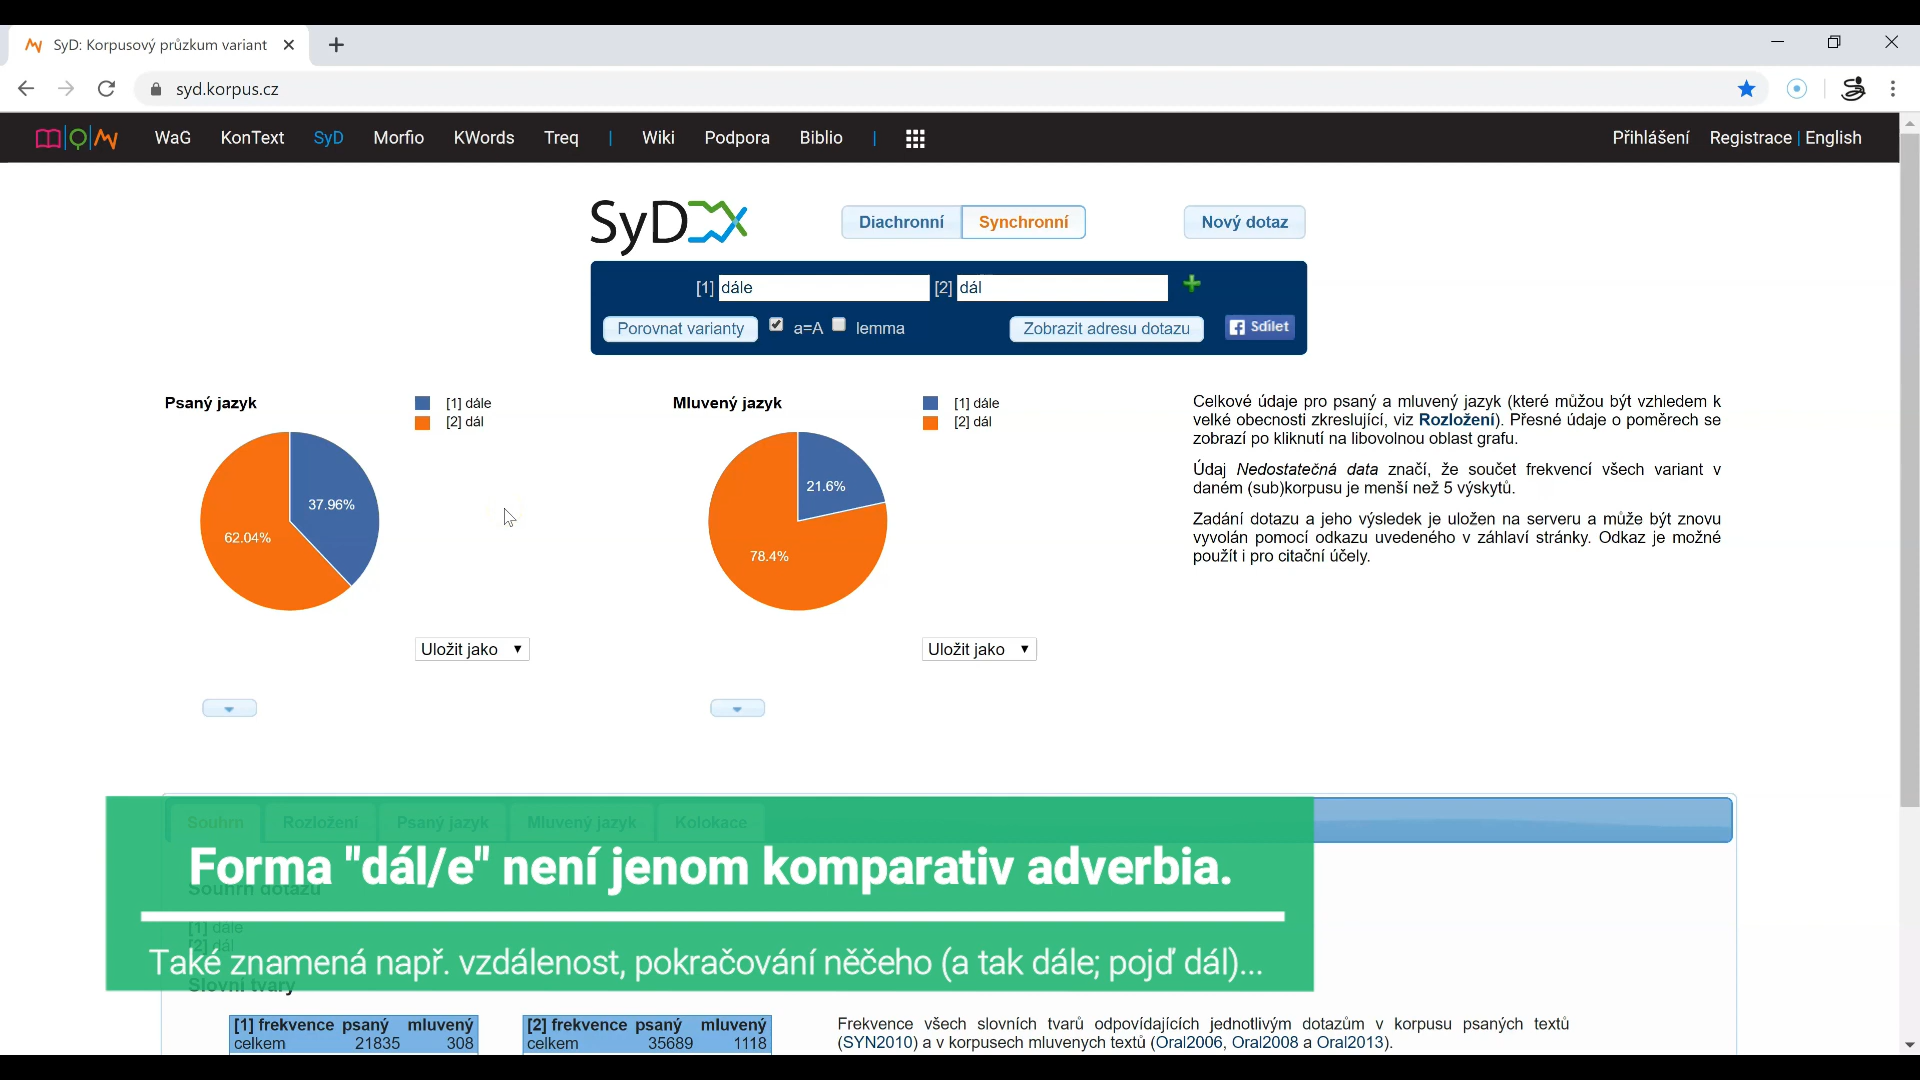 SyD: Korpusový průzkum variant
syd.korpus.cz
WaG KonText SyD Morfio KWords Treq | Wiki Podpora Biblio | Přihlášení Registrace | English
SyD
Diachronní Synchronní Nový dotaz
[1] dále [2] dál
Porovnat varianty a=A lemma Zobrazit adresu dotazu Sdílet
Psaný jazyk
[1] dále
[2] dál
37.96%
62.04%
Uložit jako
Mluvený jazyk
[1] dále
[2] dál
21.6%
78.4%
Uložit jako
Celkové údaje pro psaný a mluvený jazyk (které můžou být vzhledem k
velké obecnosti zkreslující, viz Rozložení). Přesné údaje o poměrech se
zobrazí po kliknutí na libovolnou oblast grafu.
Údaj Nedostatečná data značí, že součet frekvencí všech variant v
daném (sub)korpusu je menší než 5 výskytů.
Zadání dotazu a jeho výsledek je uložen na serveru a může být znovu
vyvolán pomocí odkazu uvedeného v záhlaví stránky. Odkaz je možné
použít i pro citační účely.
Souhrn Rozložení Psaný jazyk Mluvený jazyk Kolokace
Forma "dál/e" není jenom komparativ adverbia.
Souhrn dotazu
[1] dále
[2] dál
Také znamená např. vzdálenost, pokračování něčeho (a tak dále; pojď dál)...
Slovní tvary
[1] frekvence psaný mluvený
celkem 21835 308
[2] frekvence psaný mluvený
celkem 35689 1118
Frekvence všech slovních tvarů odpovídajících jednotlivým dotazům v korpusu psaných textů
(SYN2010) a v korpusech mluvených textů (Oral2006, Oral2008 a Oral2013).